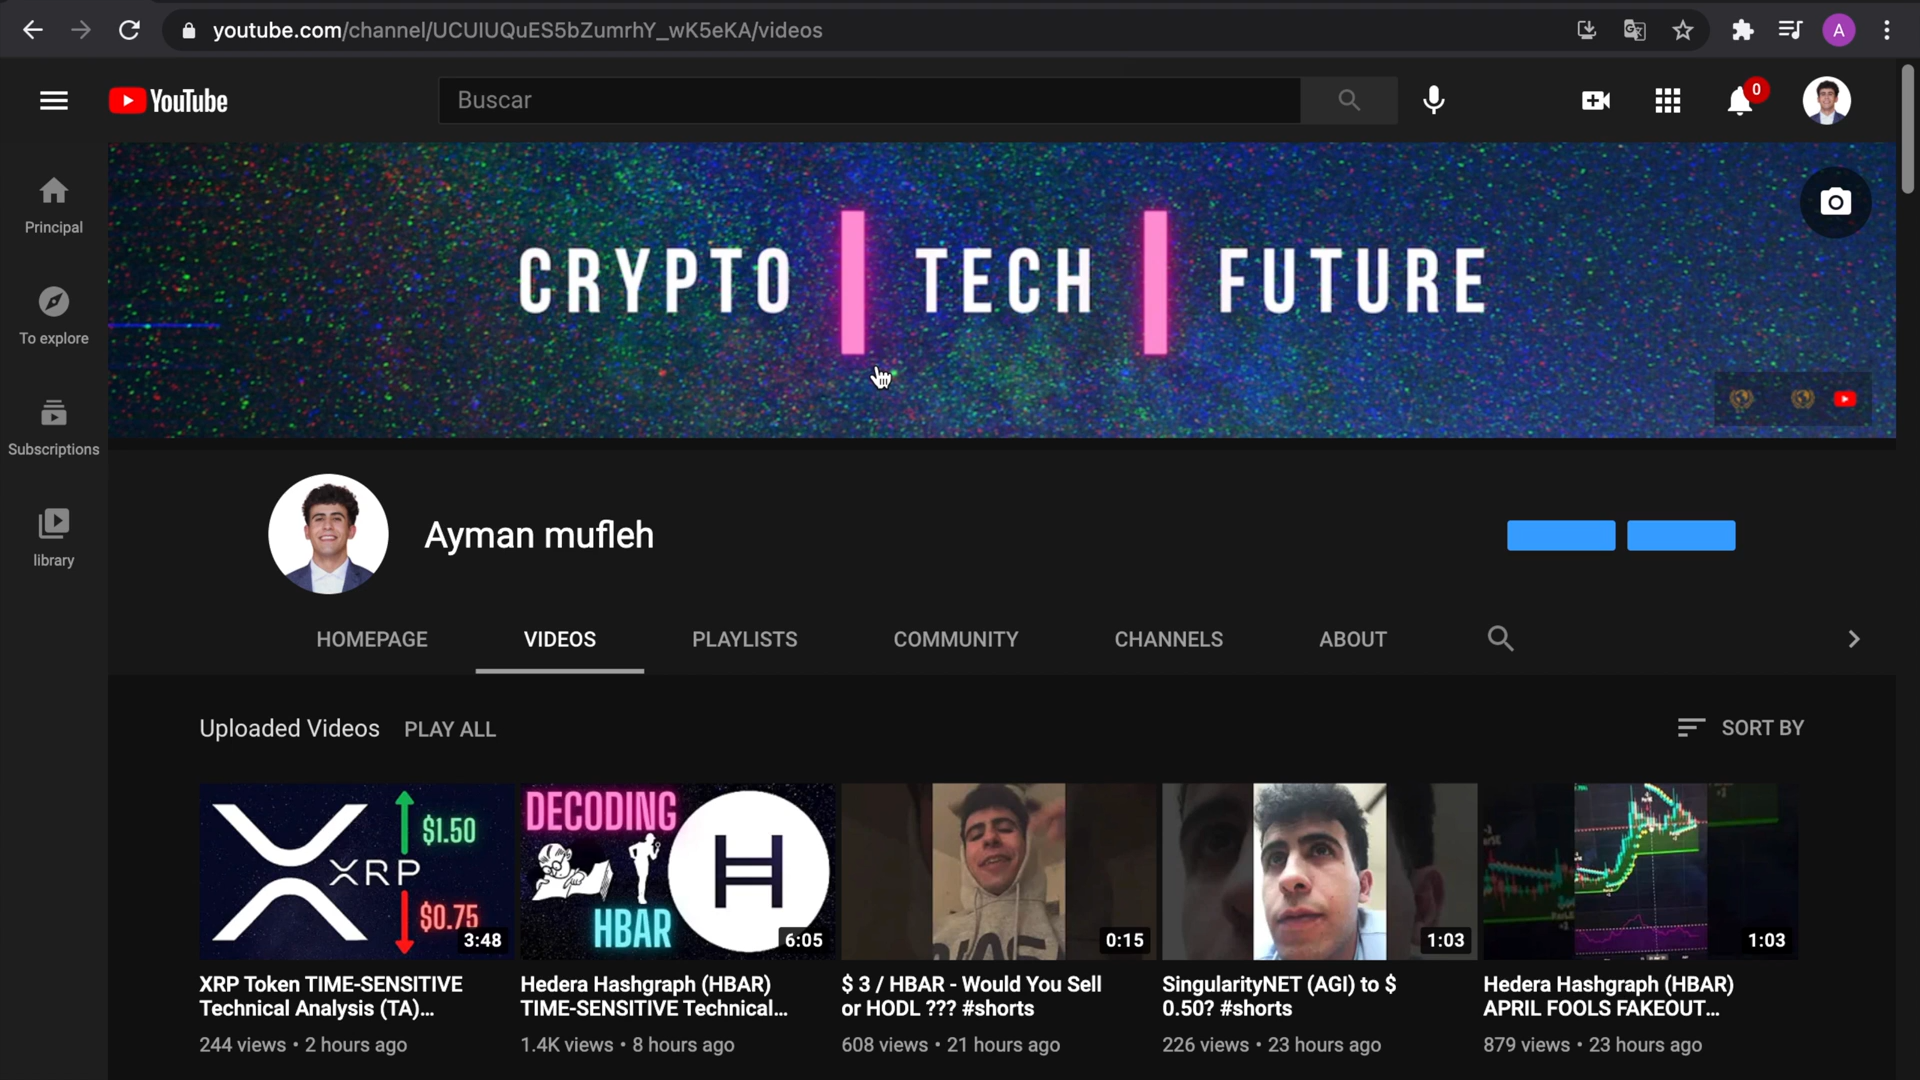 youtube.com/channel/UCUIUQuES5bZumrhY_wK5eKA/videos
A
YouTube
Buscar
0
Principal
To explore
Subscriptions
library
CRYPTO TECH FUTURE
Ayman mufleh
HOMEPAGE VIDEOS PLAYLISTS COMMUNITY CHANNELS ABOUT
Uploaded Videos PLAY ALL SORT BY
$1.50
XRP
$0.75
3:48
XRP Token TIME-SENSITIVE
Technical Analysis (TA)...
244 views • 2 hours ago
DECODING
H
HBAR
6:05
Hedera Hashgraph (HBAR)
TIME-SENSITIVE Technical...
1.4K views • 8 hours ago
0:15
$ 3 / HBAR - Would You Sell
or HODL ??? #shorts
608 views • 21 hours ago
1:03
SingularityNET (AGI) to $
0.50? #shorts
226 views • 23 hours ago
1:03
Hedera Hashgraph (HBAR)
APRIL FOOLS FAKEOUT...
879 views • 23 hours ago